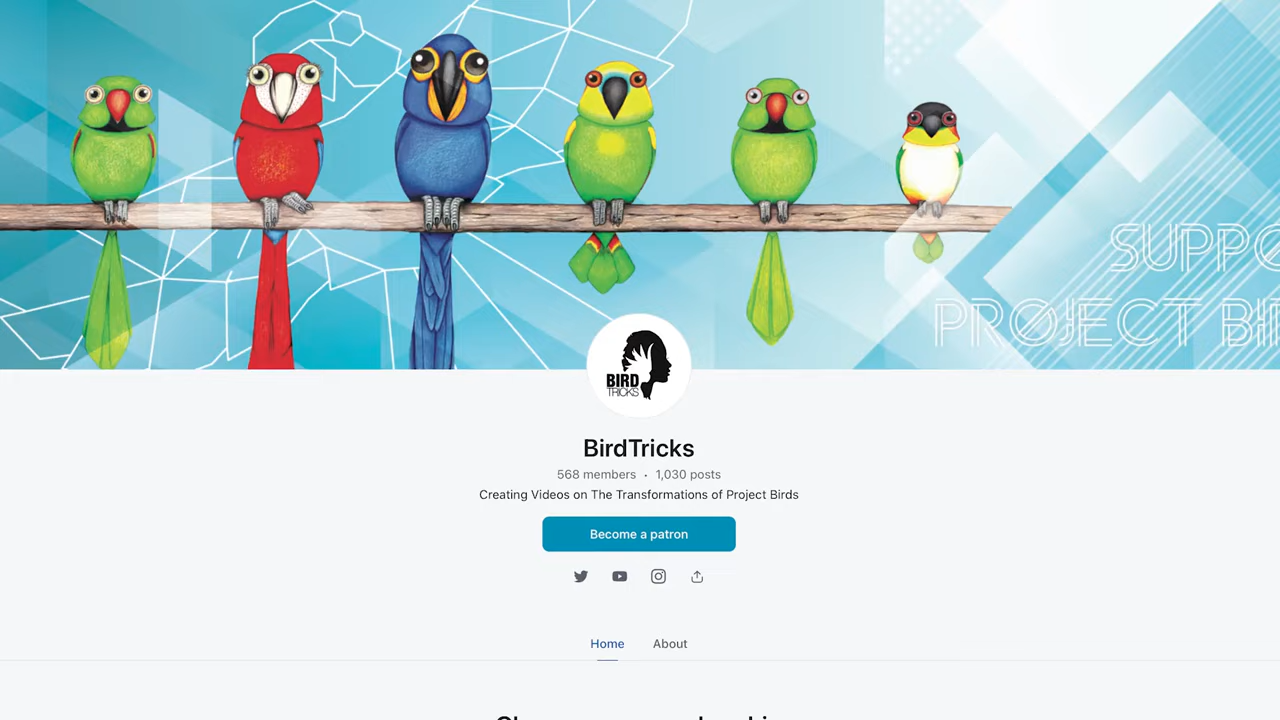 SUPPO
PROJECT BI
BIRD
TRICKS
BirdTricks
568 members · 1,030 posts
Creating Videos on The Transformations of Project Birds
Become a patron
Home About